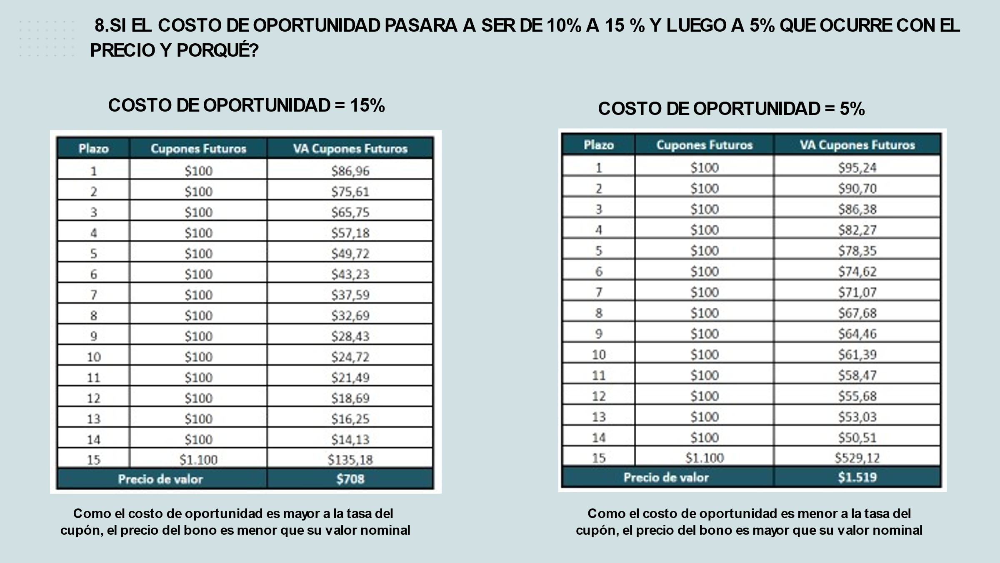 8.SI EL COSTO DE OPORTUNIDAD PASARA A SER DE 10% A 15 % Y LUEGO A 5% QUE OCURRE CON EL
PRECIO Y PORQUÉ?
COSTO DE OPORTUNIDAD = 15%
Plazo Cupones Futuros VA Cupones Futuros
1 $100 $86,96
2 $100 $75,61
3 $100 $65,75
4 $100 $57,18
5 $100 $49,72
6 $100 $43,23
7 $100 $37,59
8 $100 $32,69
9 $100 $28,43
10 $100 $24,72
11 $100 $21,49
12 $100 $18,69
13 $100 $16,25
14 $100 $14,13
15 $1.100 $135,18
Precio de valor $708
Como el costo de oportunidad es mayor a la tasa del
cupón, el precio del bono es menor que su valor nominal
COSTO DE OPORTUNIDAD = 5%
Plazo Cupones Futuros VA Cupones Futuros
1 $100 $95,24
2 $100 $90,70
3 $100 $86,38
4 $100 $82,27
5 $100 $78,35
6 $100 $74,62
7 $100 $71,07
8 $100 $67,68
9 $100 $64,46
10 $100 $61,39
11 $100 $58,47
12 $100 $55,68
13 $100 $53,03
14 $100 $50,51
15 $1.100 $529,12
Precio de valor $1.519
Como el costo de oportunidad es menor a la tasa del
cupón, el precio del bono es mayor que su valor nominal